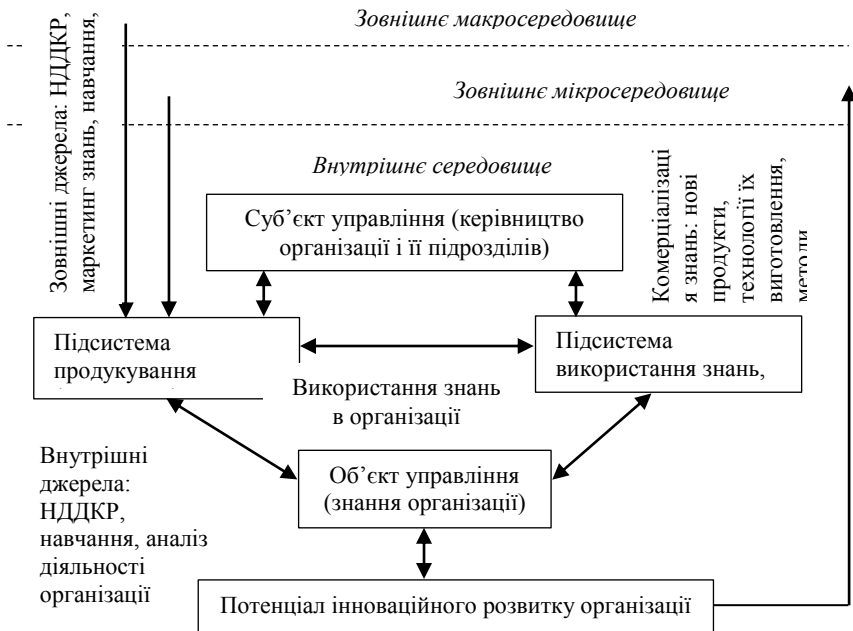 Зовнішнє макросередовище
Зовнішнє мікросередовище
Зовнішні джерела: НДДКР,
маркетинг знань, навчання,
Внутрішнє середовище
Суб’єкт управління (керівництво
організації і її підрозділів)
Комерціалізаці
я знань: нові
продукти,
технології їх
виготовлення,
методи
Підсистема
продукування
Підсистема
використання знань,
Використання знань
в організації
Внутрішні
джерела:
НДДКР,
навчання, аналіз
діяльності
організації
Об’єкт управління
(знання організації)
Потенціал інноваційного розвитку організації